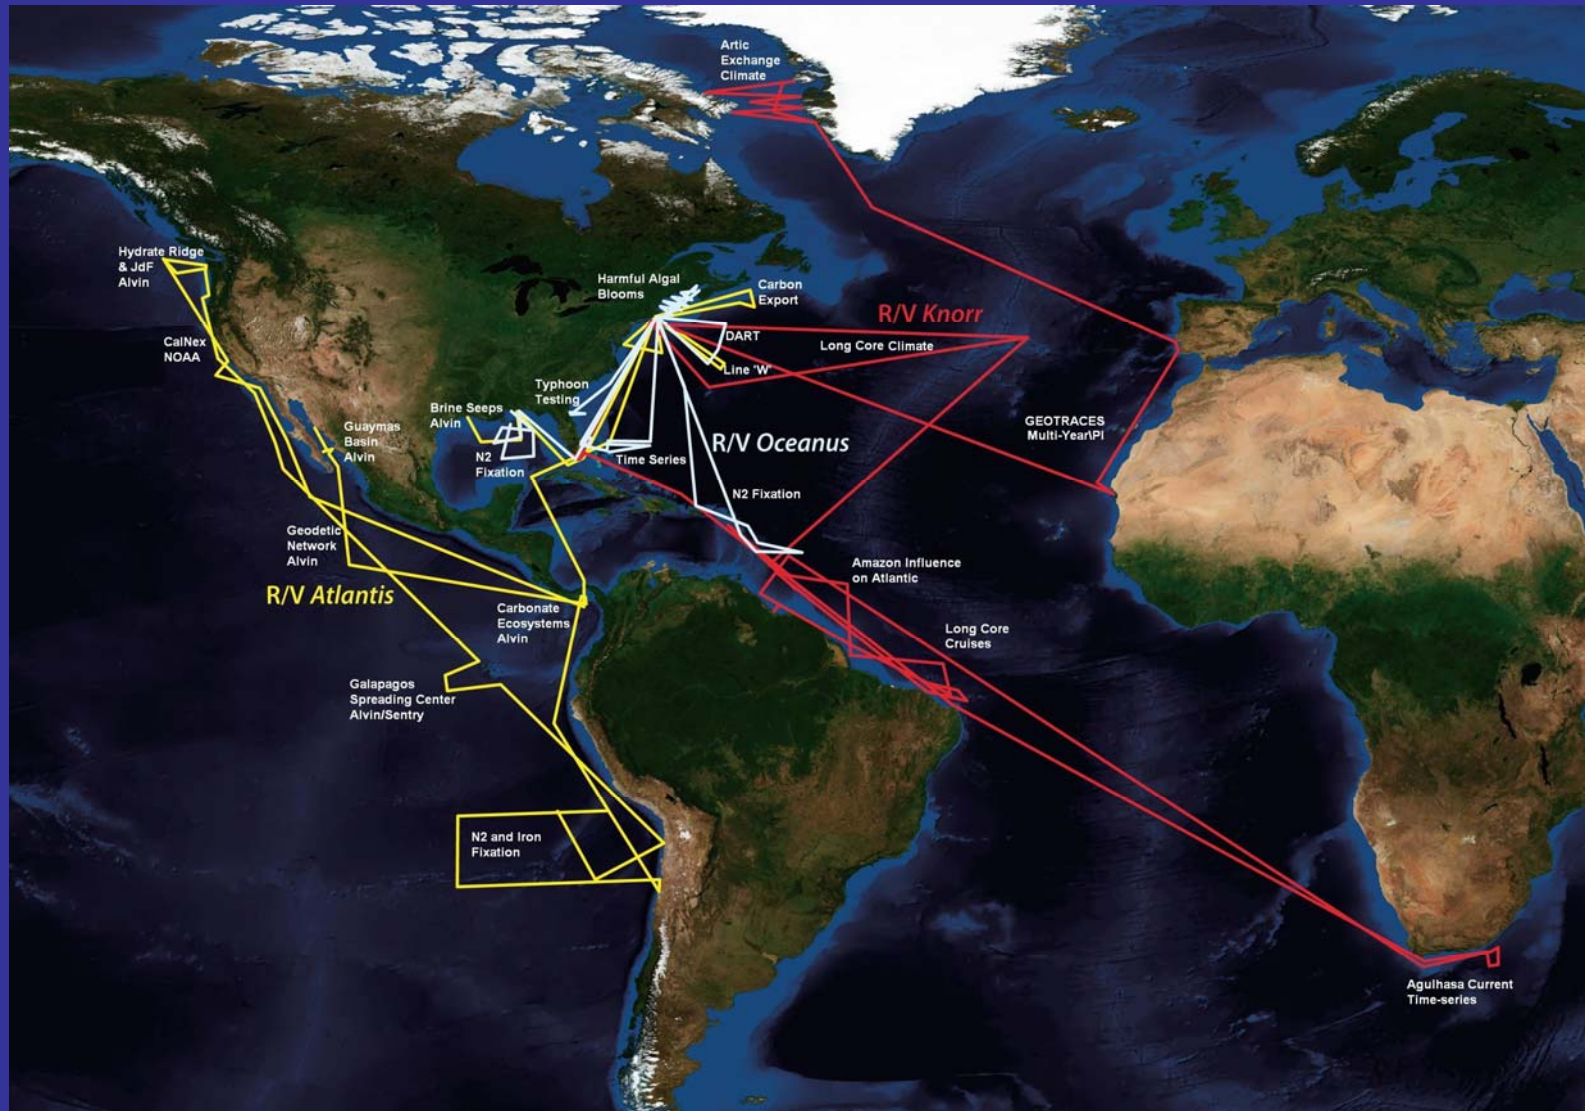 Artic
Exchange
Climate
Hydrate Ridge
& JdF
Alvin
Harmful Algal
Blooms
Carbon
Export
R/V Knorr
CalNex
NOAA
DART
Long Core Climate
Line 'W'
Typhoon
Testing
Brine Seeps
Alvin
Guaymas
Basin
Alvin
GEOTRACES
Multi-Year\PI
R/V Oceanus
N2
Fixation
Time Series
N2 Fixation
Geodetic
Network
Alvin
Amazon Influence
on Atlantic
R/V Atlantis
Carbonate
Ecosystems
Alvin
Long Core
Cruises
Galapagos
Spreading Center
Alvin/Sentry
N2 and Iron
Fixation
Agulhasa Current
Time-series